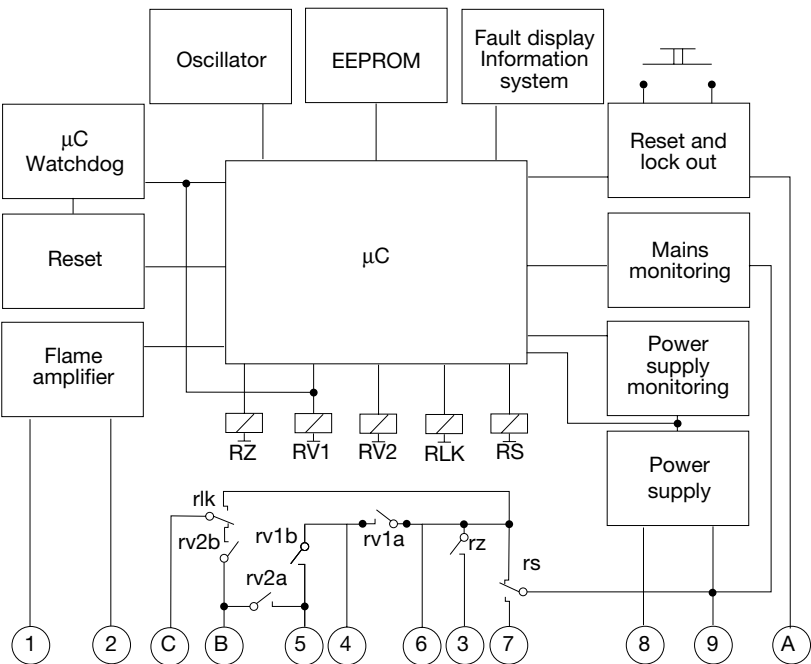 Oscillator
EEPROM
Fault display
Information
system
μC
Watchdog
Reset and
lock out
Reset
μC
Mains
monitoring
Flame
amplifier
Power
supply
monitoring
RZ
RV1
RV2
RLK
RS
Power
supply
rlk
rv2b
rv1b
rv1a
rz
rv2a
rs
1
2
C
B
5
4
6
3
7
8
9
A